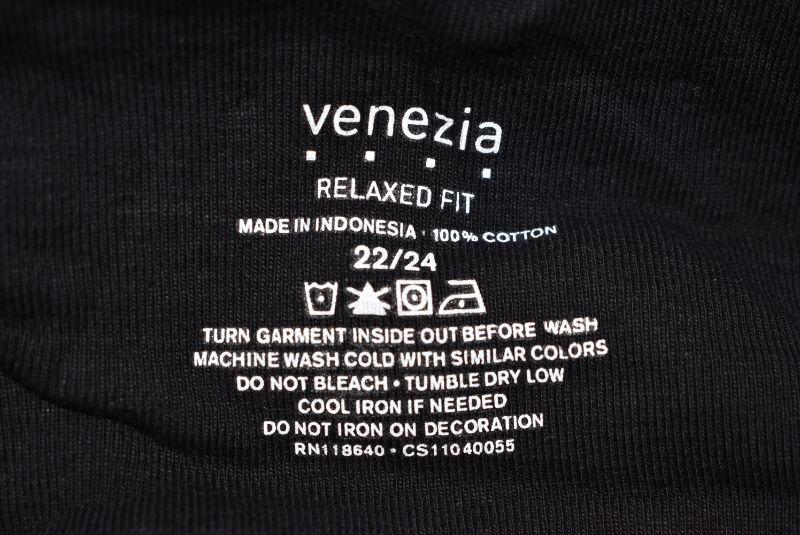 venezia
RELAXED FIT
MADE IN INDONESIA · 100% COTTON
22/24
TURN GARMENT INSIDE OUT BEFORE WASH
MACHINE WASH COLD WITH SIMILAR COLORS
DO NOT BLEACH • TUMBLE DRY LOW
COOL IRON IF NEEDED
DO NOT IRON ON DECORATION
RN118640 • CS11040055